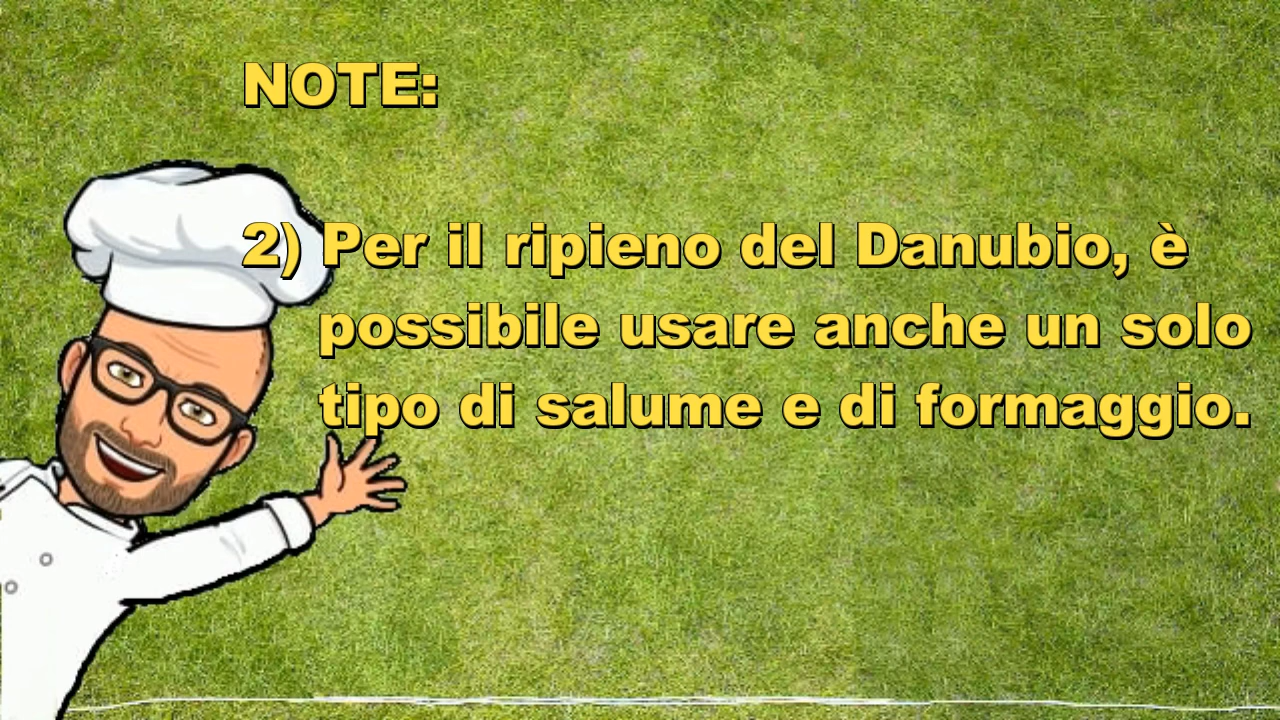 NOTE:
2) Per il ripieno del Danubio, è
possibile usare anche un solo
tipo di salume e di formaggio.